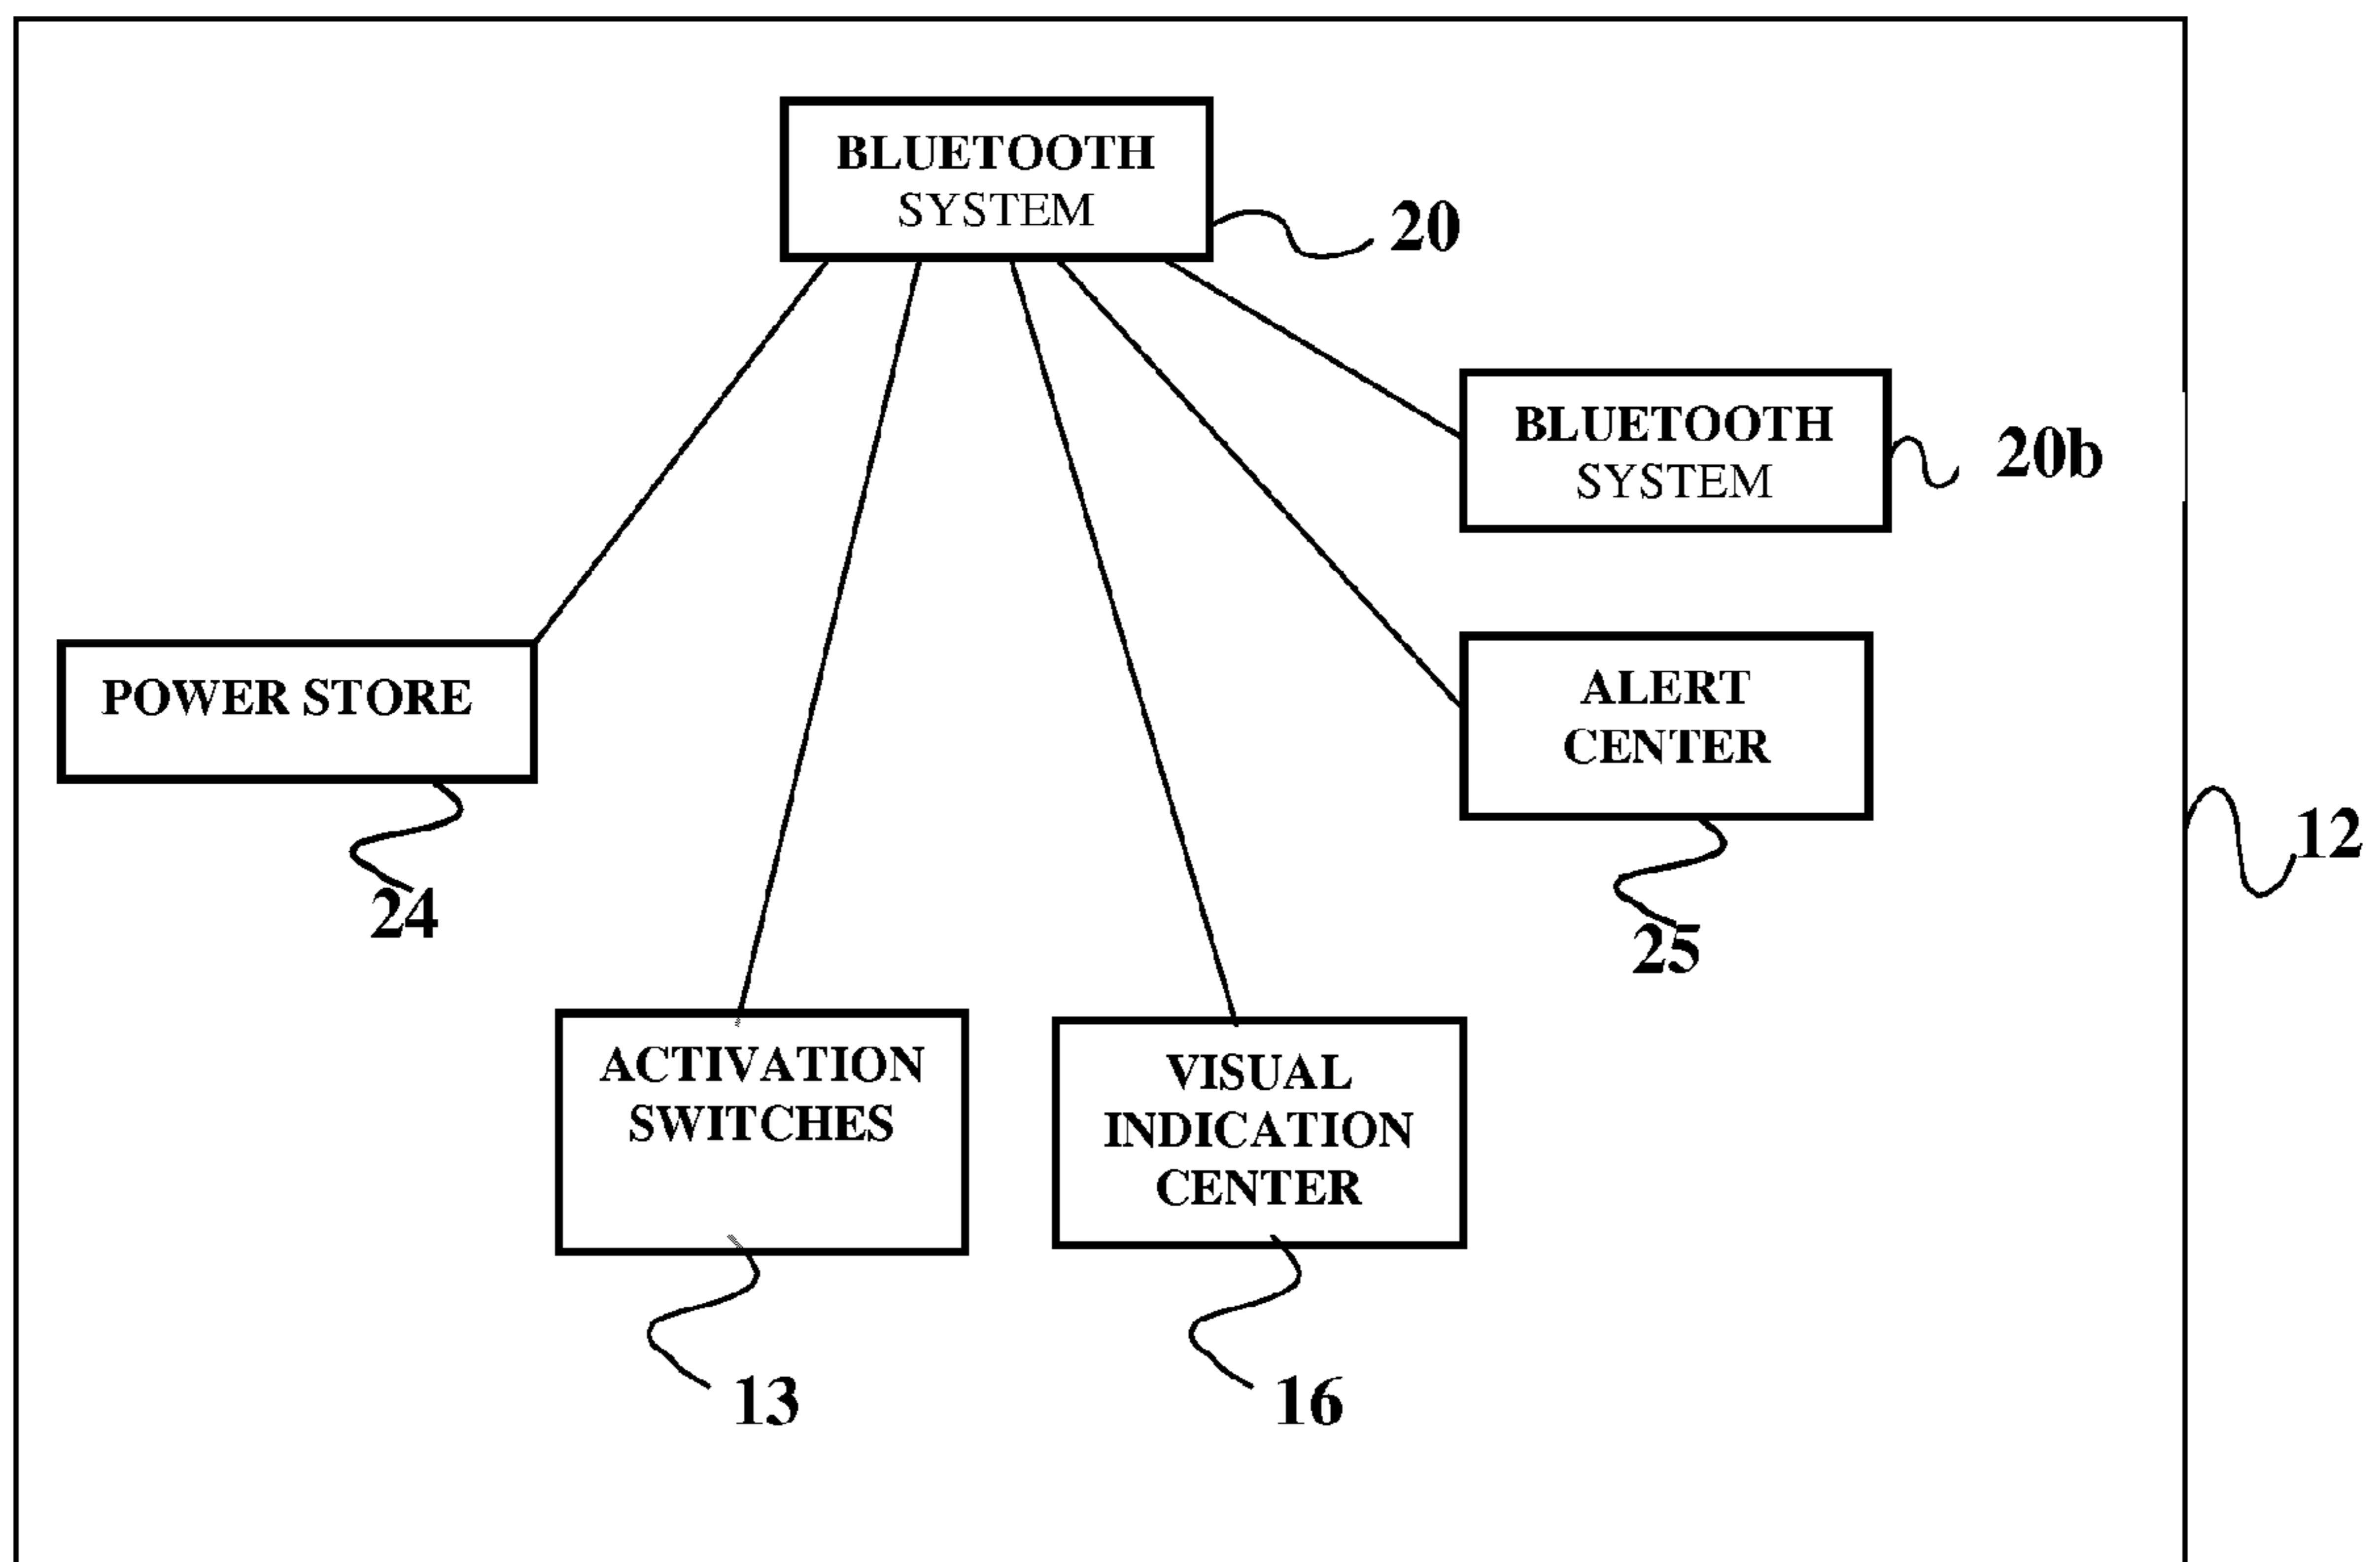 BLUETOOTH
SYSTEM
20
BLUETOOTH
SYSTEM
20b
POWER STORE
24
ALERT
CENTER
25
12
ACTIVATION
SWITCHES
13
VISUAL
INDICATION
CENTER
16